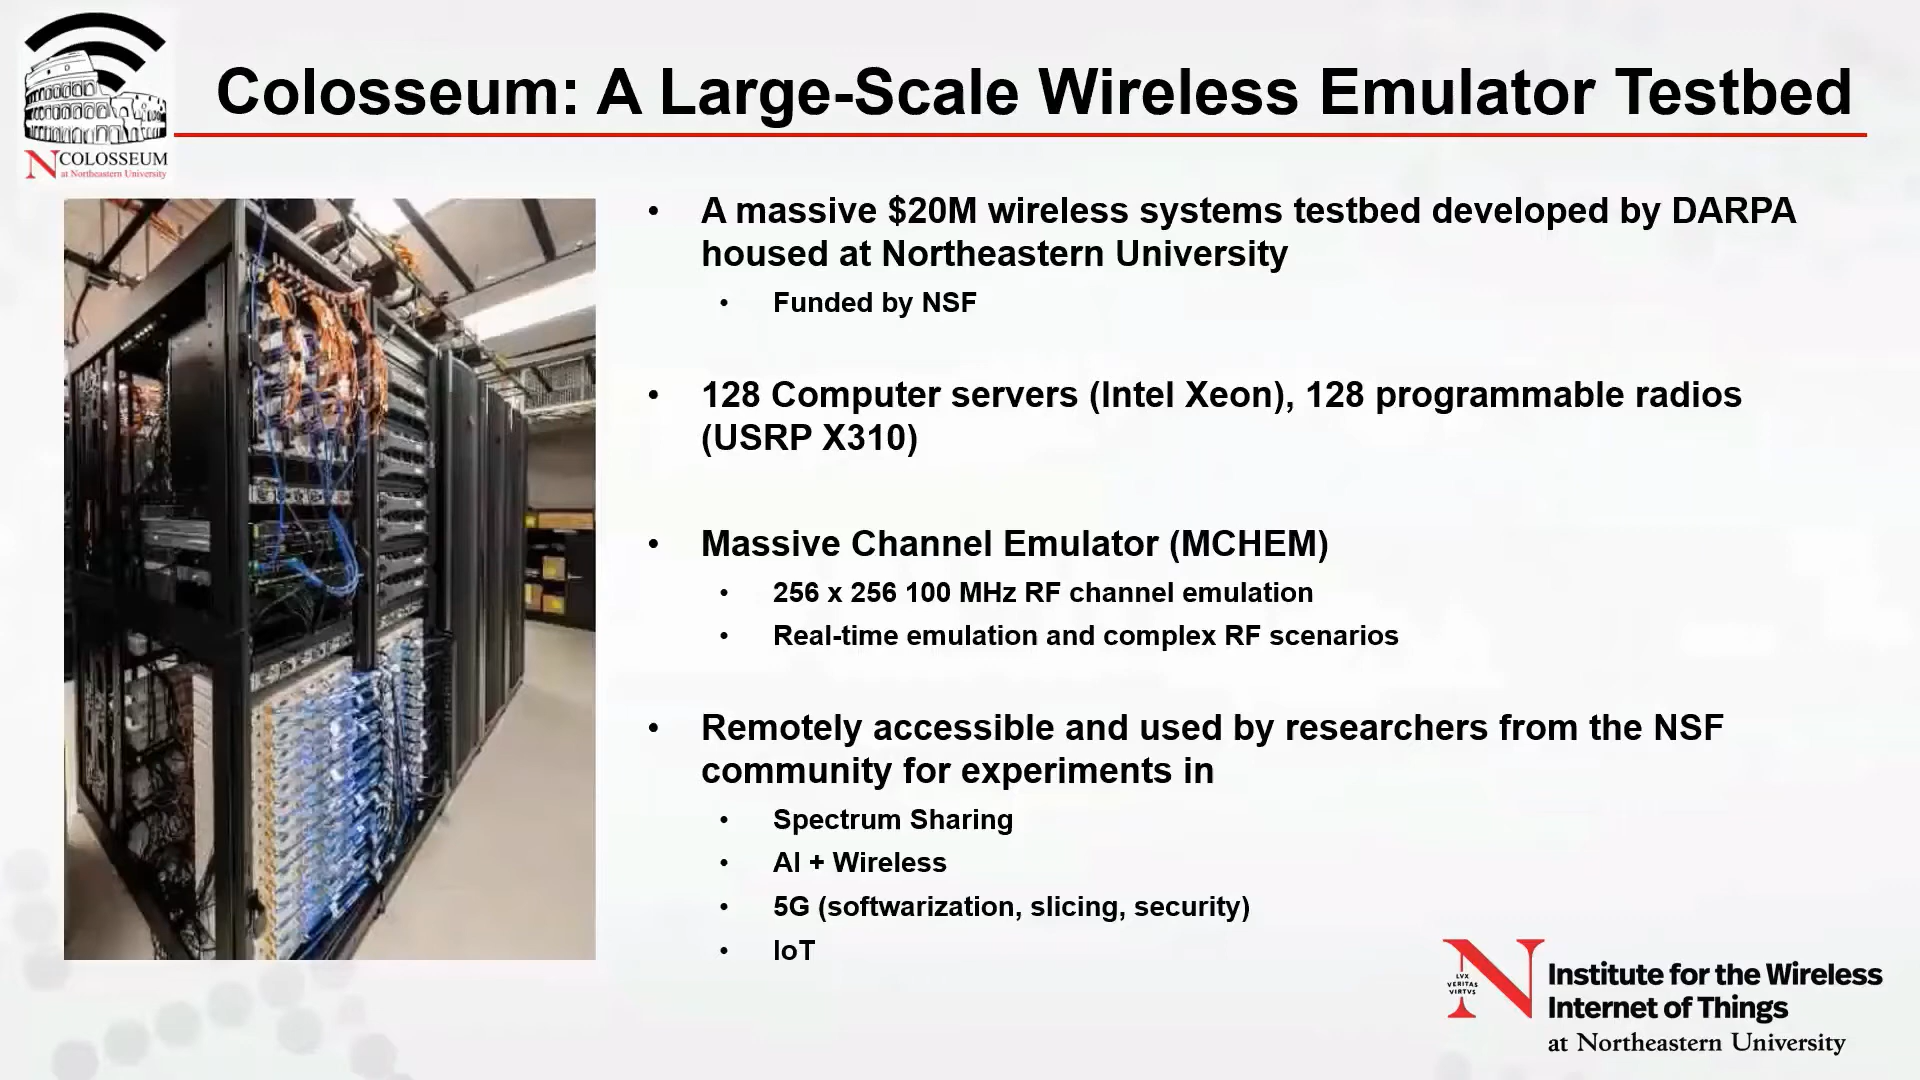 Colosseum: A Large-Scale Wireless Emulator Testbed
N COLOSSEUM
at Northeastern University
• A massive $20M wireless systems testbed developed by DARPA
housed at Northeastern University
• Funded by NSF
• 128 Computer servers (Intel Xeon), 128 programmable radios
(USRP X310)
• Massive Channel Emulator (MCHEM)
• 256 x 256 100 MHz RF channel emulation
• Real-time emulation and complex RF scenarios
• Remotely accessible and used by researchers from the NSF
community for experiments in
• Spectrum Sharing
• AI + Wireless
• 5G (softwarization, slicing, security)
• IoT
N
LVX
VERITAS
VIRTVS
Institute for the Wireless
Internet of Things
at Northeastern University